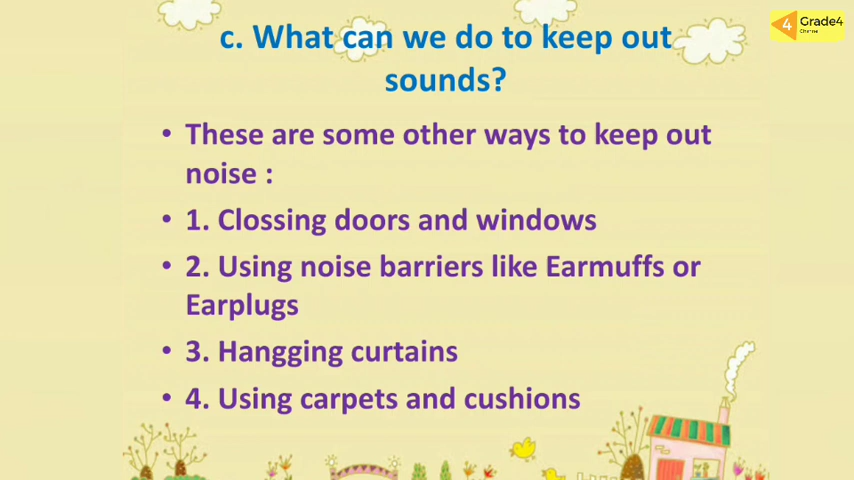 c. What can we do to keep out
sounds?
4 Grade4
Channel
• These are some other ways to keep out
noise :
• 1. Clossing doors and windows
• 2. Using noise barriers like Earmuffs or
Earplugs
• 3. Hangging curtains
• 4. Using carpets and cushions